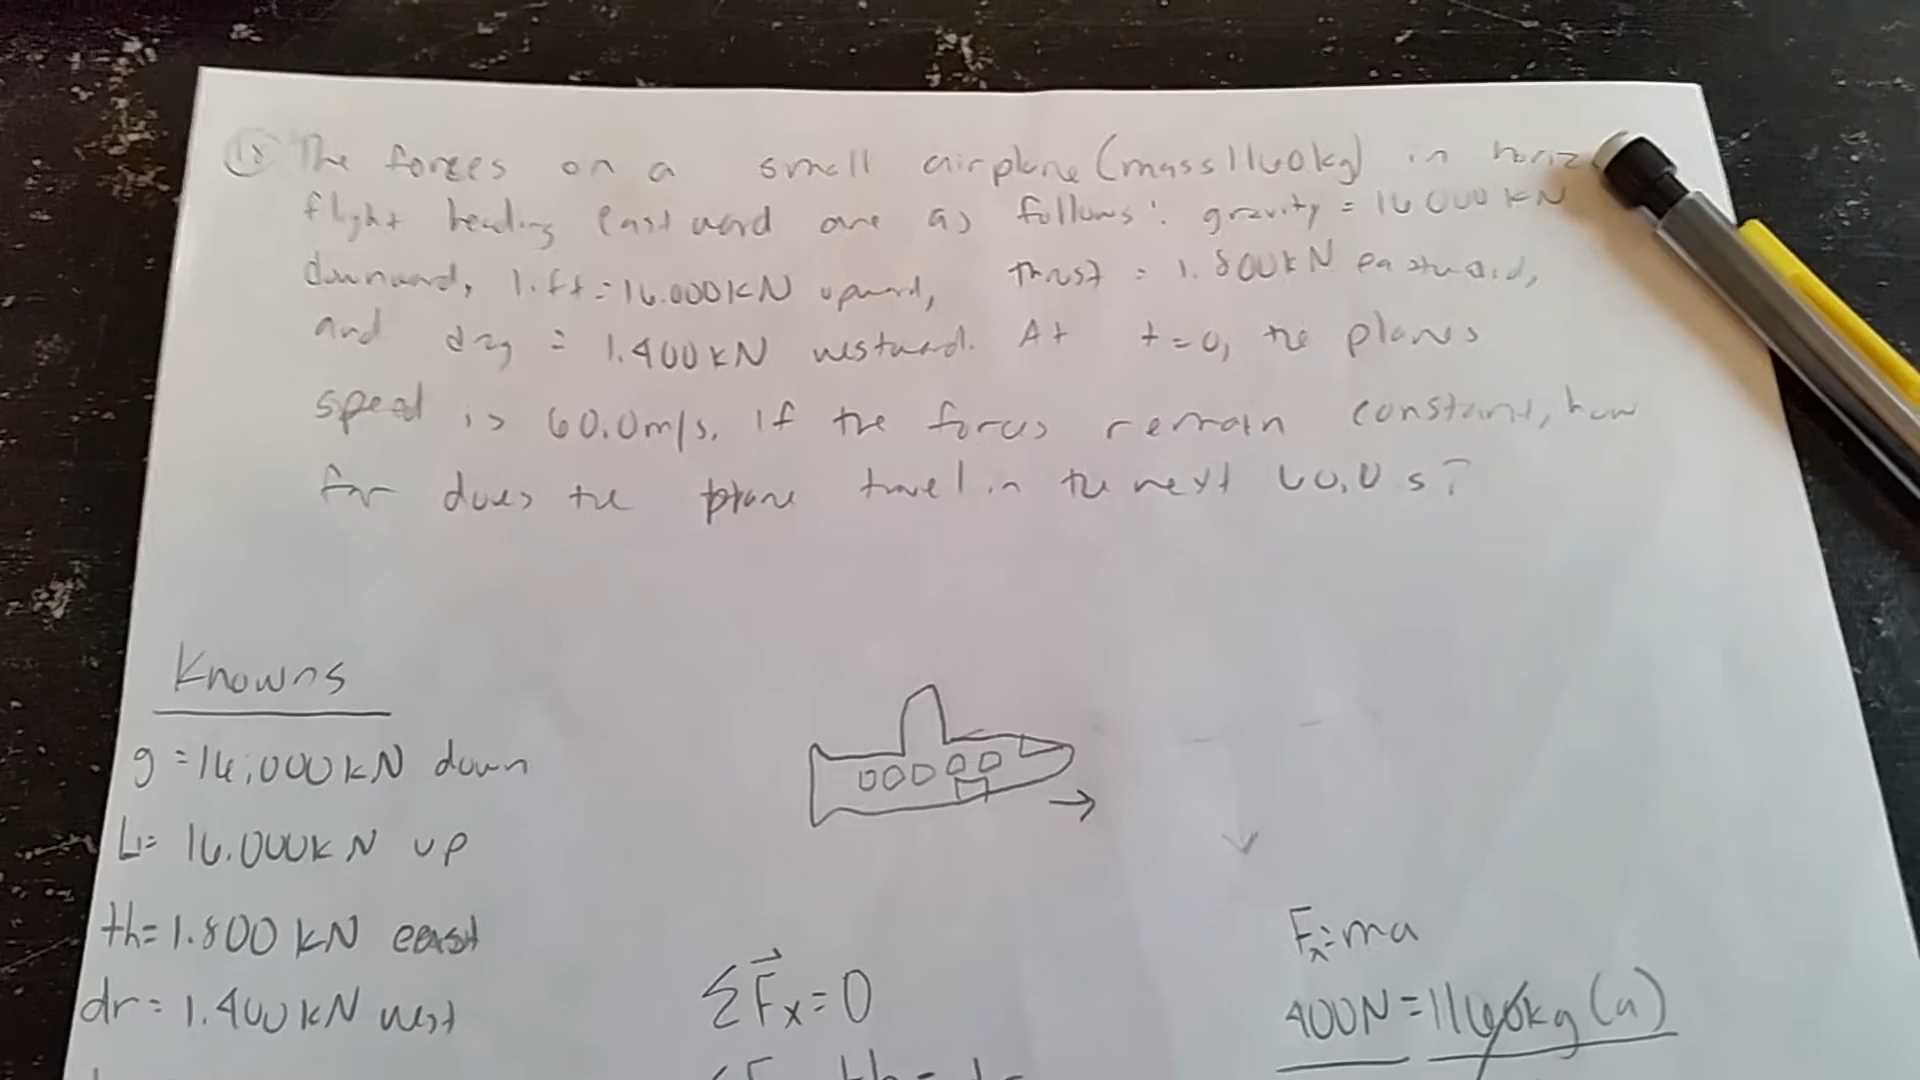 18 The forces on a small airplane (mass 1160kg) in horiz
flight heading eastward are as follows: gravity = 16.000 kN
downward, lift = 16.000 kN upward, thrust = 1.800 kN eastward,
and drag = 1.400 kN westward. At t=0, the planes
speed is 60.0m/s. If the forces remain constant, how
far does the plane travel in the next 60.0 s?
Knowns
g = 16.000 kN down
L = 16.000 kN up
th = 1.800 kN east
dr = 1.400 kN west
ΣF⃗x = 0
Fx = ma
400N = 1160kg (a)